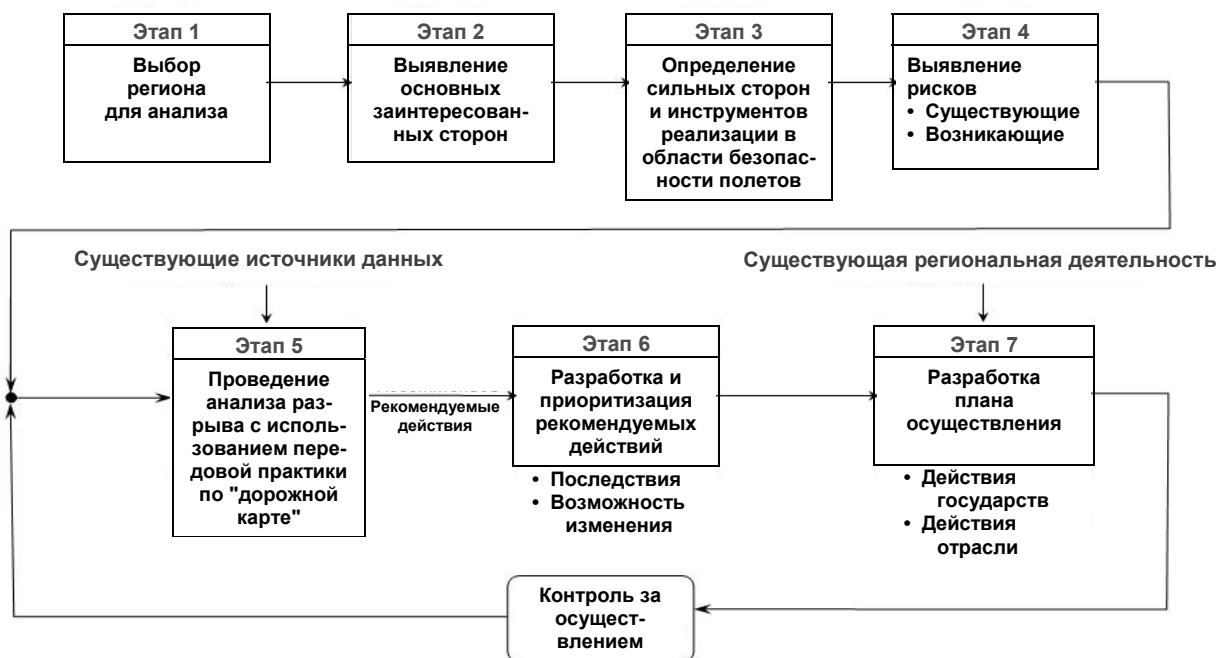 Этап 1
Выбор
региона
для анализа
Этап 2
Выявление
основных
заинтересован-
ных сторон
Этап 3
Определение
сильных сторон
и инструментов
реализации в
области безопас-
ности полетов
Этап 4
Выявление
рисков
• Существующие
• Возникающие
Существующие источники данных
Существующая региональная деятельность
Этап 5
Проведение
анализа раз-
рыва с исполь-
зованием пере-
довой практики
по "дорожной
карте"
Рекомендуемые
действия
Этап 6
Разработка и
приоритизация
рекомендуемых
действий
• Последствия
• Возможность
изменения
Этап 7
Разработка
плана
осуществления
• Действия
государств
• Действия
отрасли
Контроль за
осущест-
влением